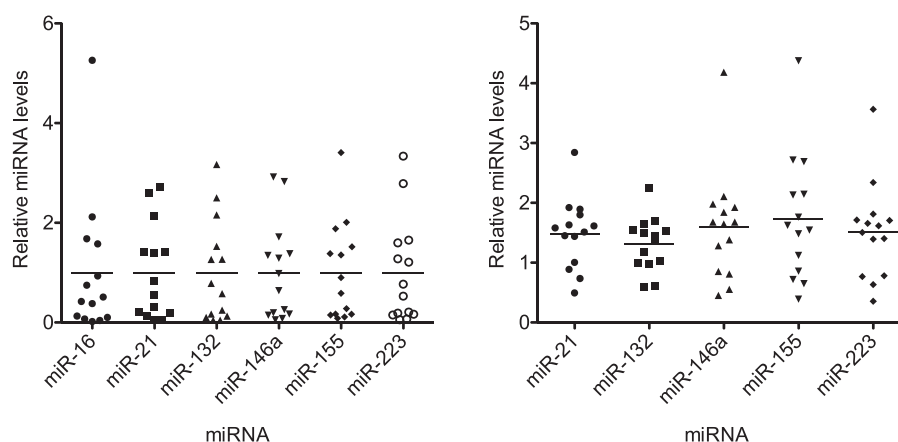 6
4
2
0
Relative miRNA levels
miR-16
miR-21
miR-132
miR-146a
miR-155
miR-223
miRNA
5
4
3
2
1
0
Relative miRNA levels
miR-21
miR-132
miR-146a
miR-155
miR-223
miRNA